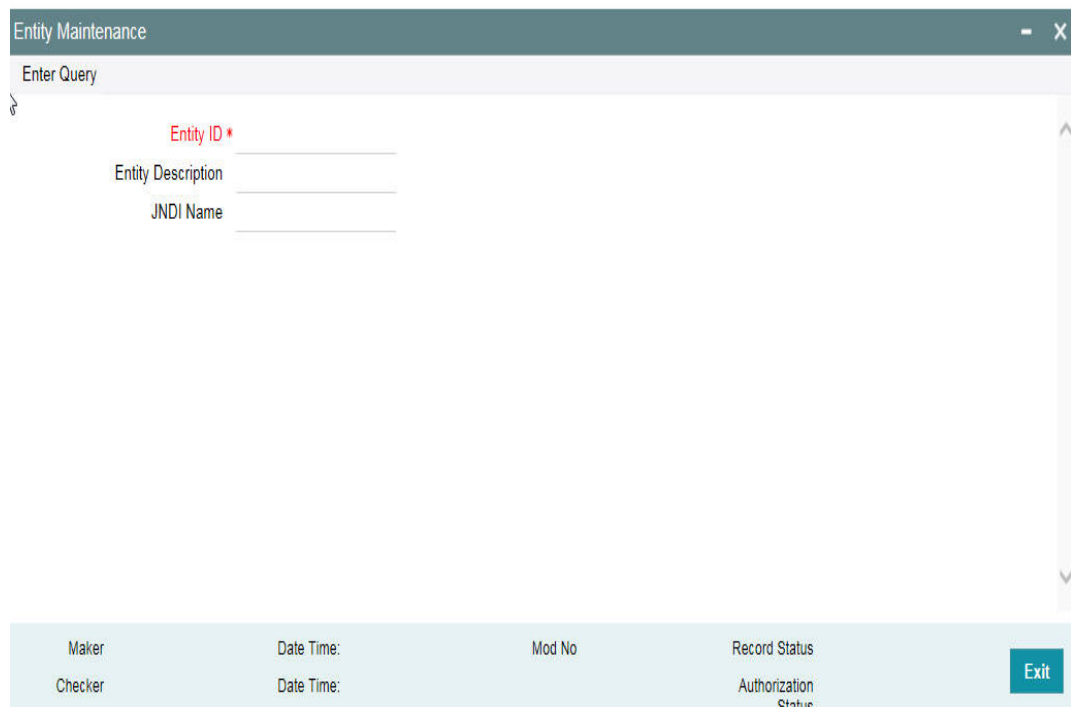 Entity Maintenance
Enter Query
Entity ID *
Entity Description
JNDI Name
Maker Date Time: Mod No Record Status
Checker Date Time: Authorization Status
Exit